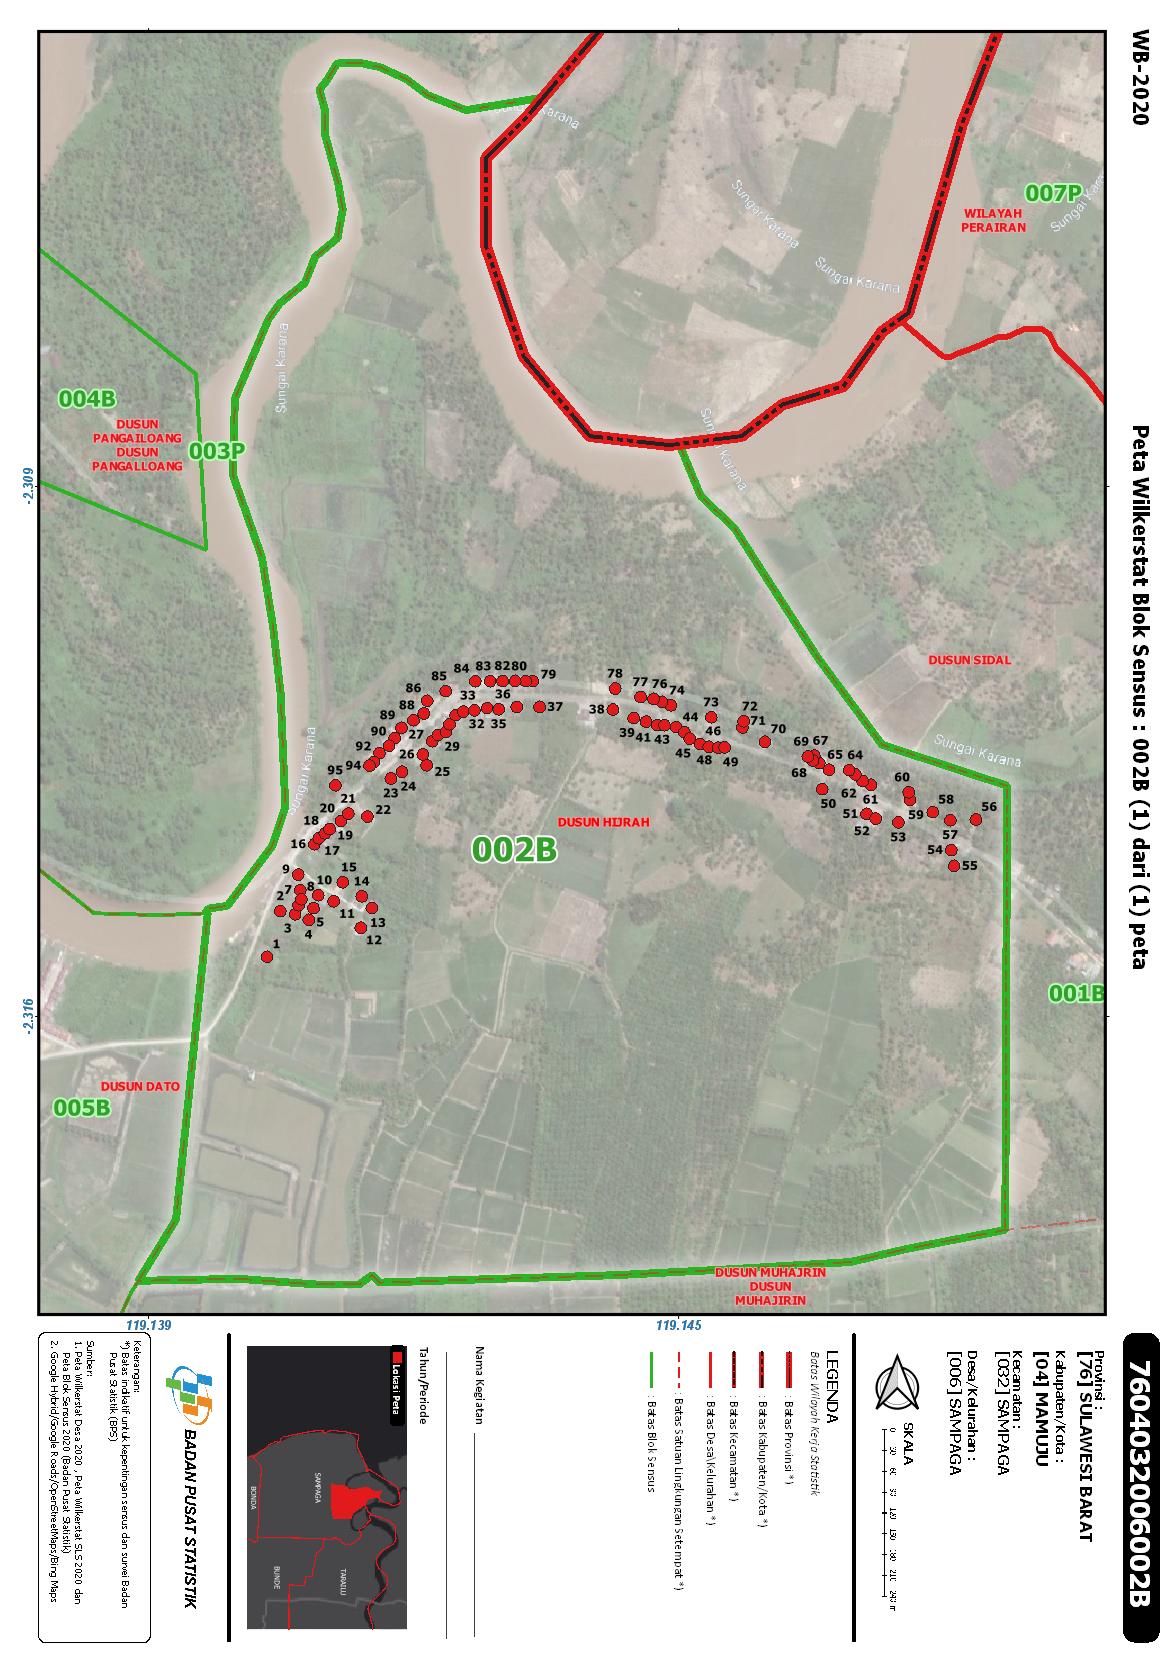 WB-2020
Peta Wilkerstat Blok Sensus : 002B (1) dari (1) peta
7604032006002B
Provinsi :
[76] SULAWESI BARAT
Kabupaten/Kota :
[04] MAMUJU
Kecamatan :
[032] SAMPAGA
Desa/Kelurahan :
[006] SAMPAGA
SKALA
0 30 60 90 120 150 180 210 240 m
LEGENDA
Batas Wilayah Kerja Statistik
: Batas Provinsi *)
: Batas Kabupaten/Kota *)
: Batas Kecamatan *)
: Batas Desa\Kelurahan *)
: Batas Satuan Lingkungan Setempat *)
: Batas Blok Sensus
Nama Kegiatan
Tahun/Periode
Lokasi Peta
SAMPAGA
BONDA
TARAILU
BUNDE
BADAN PUSAT STATISTIK
Keterangan:
*) Batas indikatif untuk kepentingan sensus dan survei Badan
Pusat Statistik (BPS)
Sumber:
1. Peta Wilkerstat Desa 2020 , Peta Wilkerstat SLS 2020 dan
Peta Blok Sensus 2020 (Badan Pusat Statistik)
2. Google Hybrid/Google Roads/OpenStreetMaps/Bing Maps
-2.309
-2.316
119.139
119.145
007P
WILAYAH
PERAIRAN
Sungai Karana
Sungai Karana
Sungai Karana
Sungai Karana
Sungai Karana
Sungai Karana
Sungai Karana
004B
DUSUN
PANGAILOANG
DUSUN
PANGALLOANG
003P
DUSUN SIDAL
DUSUN HIJRAH
002B
001B
DUSUN DATO
005B
DUSUN MUHAJRIN
DUSUN
MUHAJIRIN
84 83 82 80 79
85
86
88
89
90
92
94
95
33 36 37
32 35
27 29
26 25
23 24
22
21
20
18
19
16 17
15
14
13
12
11
10
9
8
7
5
4
3
2
1
78
77 76 74
73
72
71
70
38
39 41 43 44
45 46
48 49
69 67
65 64
68
62 61
60
59
58
57
56
50
51
52
53
54
55